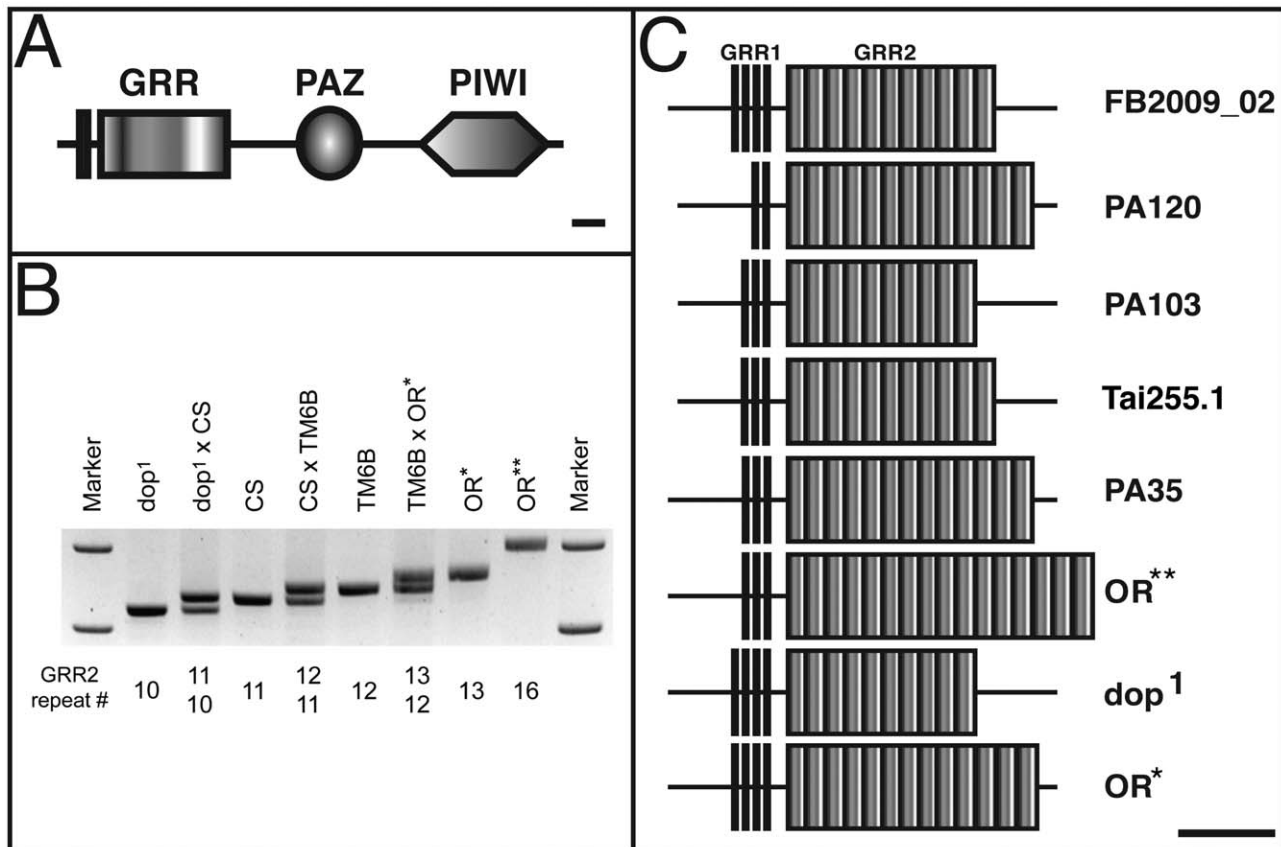 A
GRR PAZ PIWI
B
Marker
dop¹
dop¹ x CS
CS
CS x TM6B
TM6B
TM6B x OR*
OR*
OR**
Marker
GRR2
repeat #
10
11
10
11
12
11
12
13
12
13
16
C
GRR1 GRR2
FB2009_02
PA120
PA103
Tai255.1
PA35
OR**
dop¹
OR*